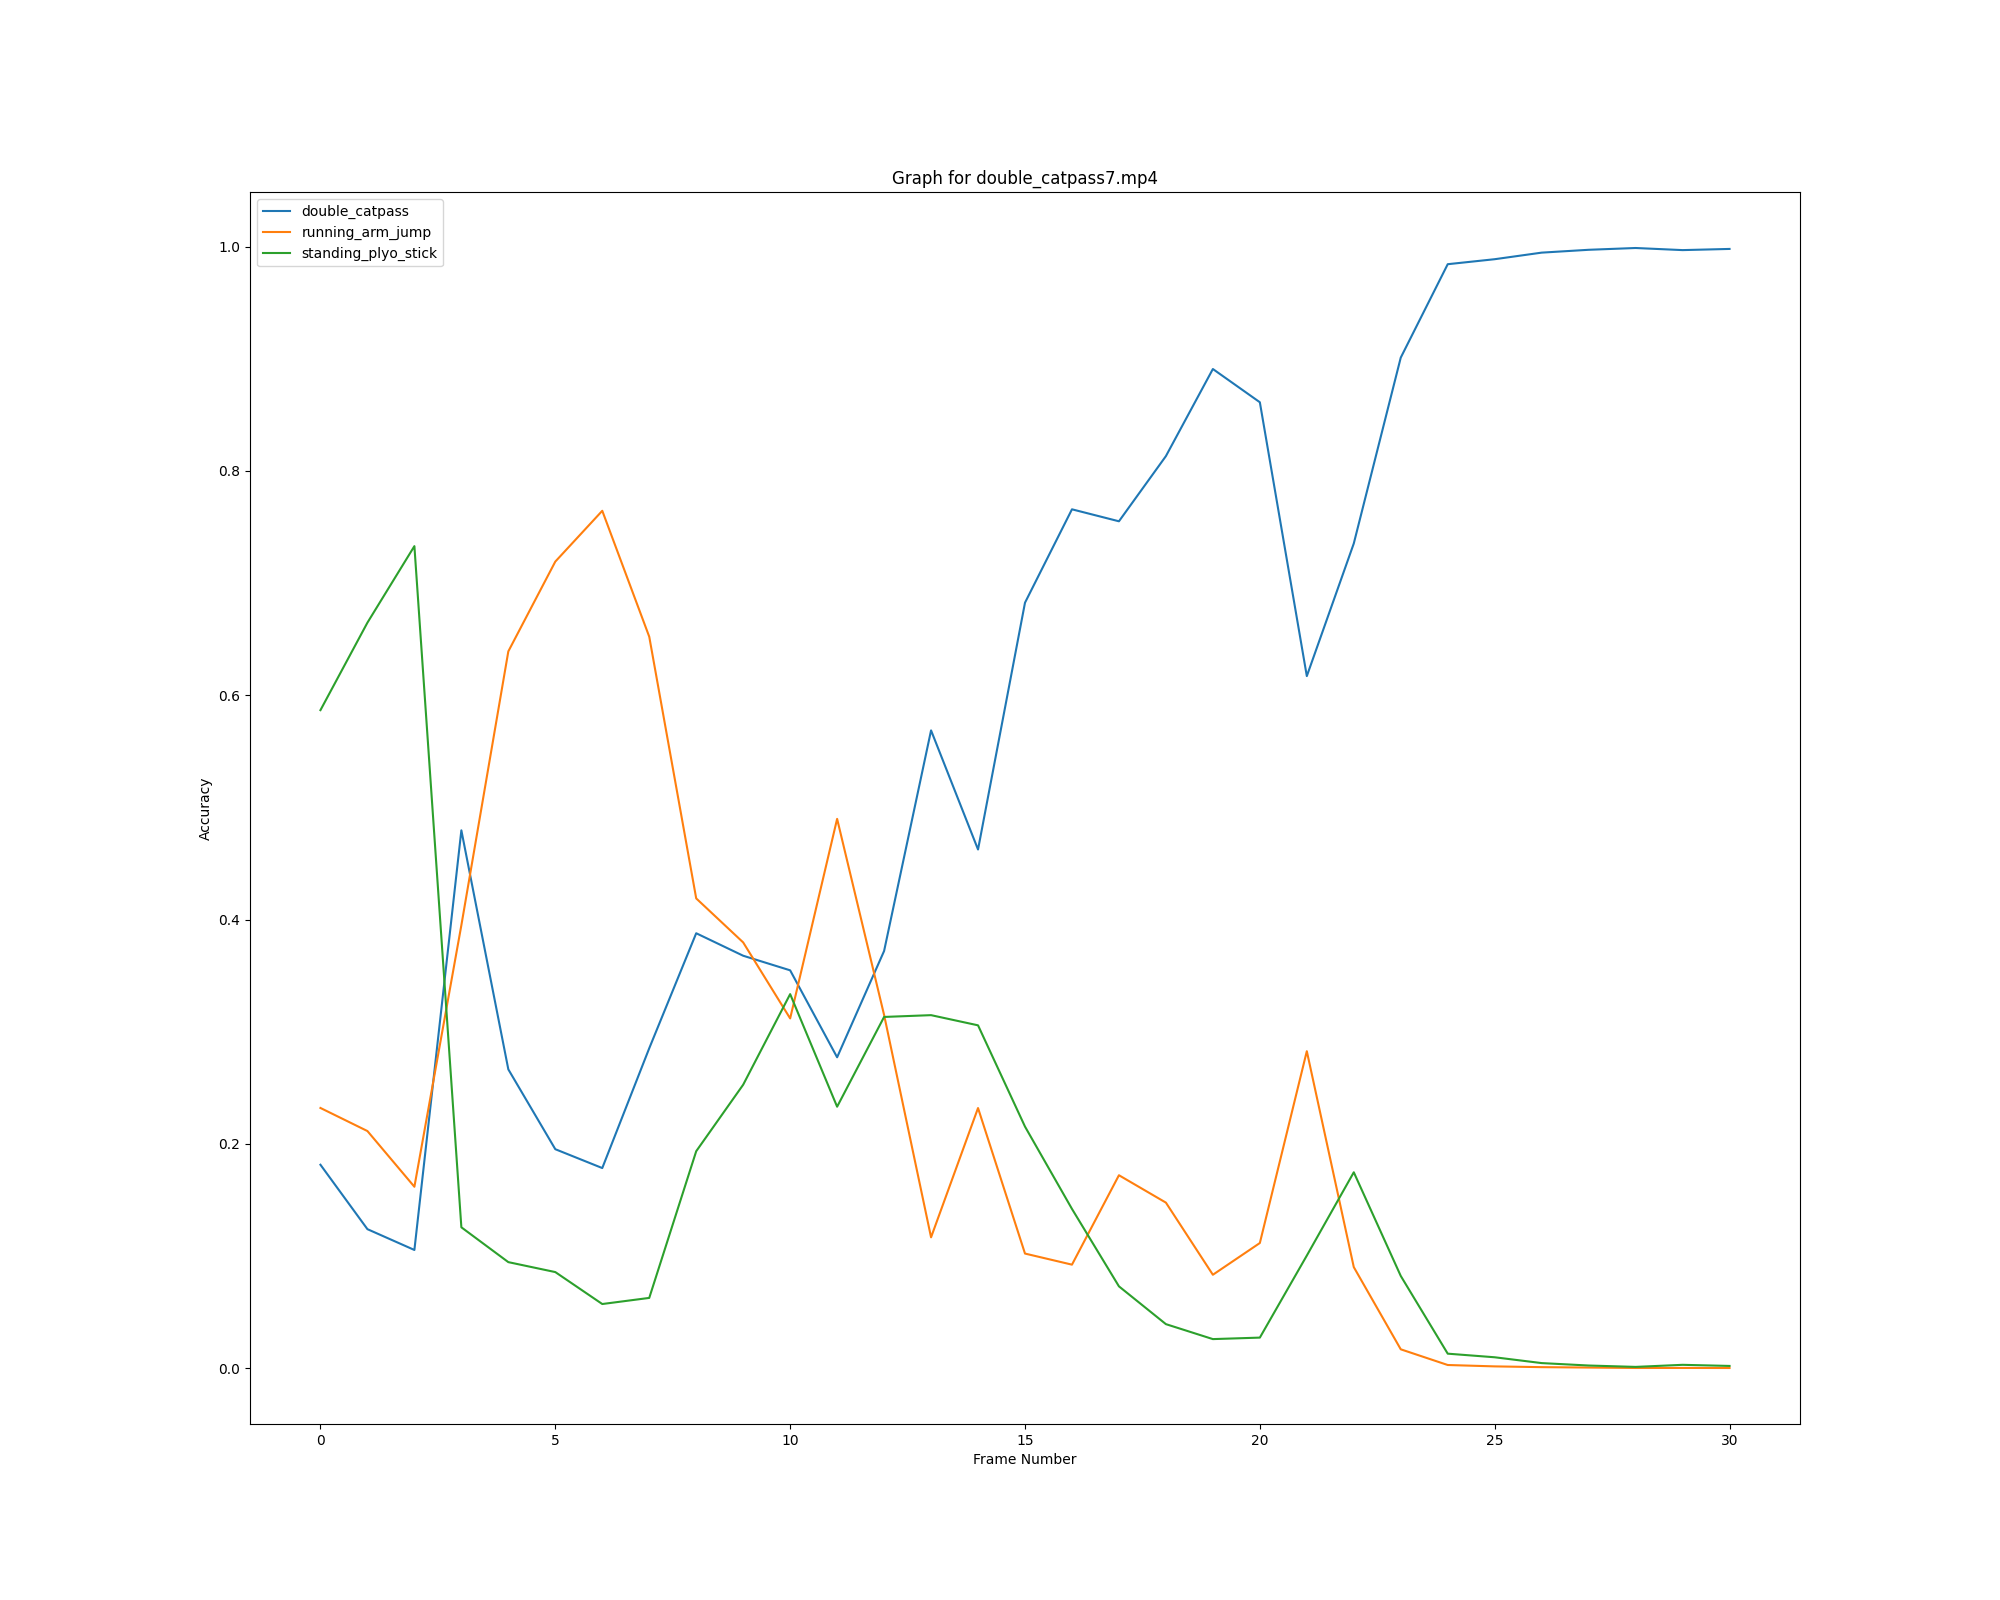 Graph for double_catpass7.mp4
double_catpass
running_arm_jump
standing_plyo_stick
1.0
0.8
0.6
0.4
0.2
0.0
Accuracy
0 5 10 15 20 25 30
Frame Number